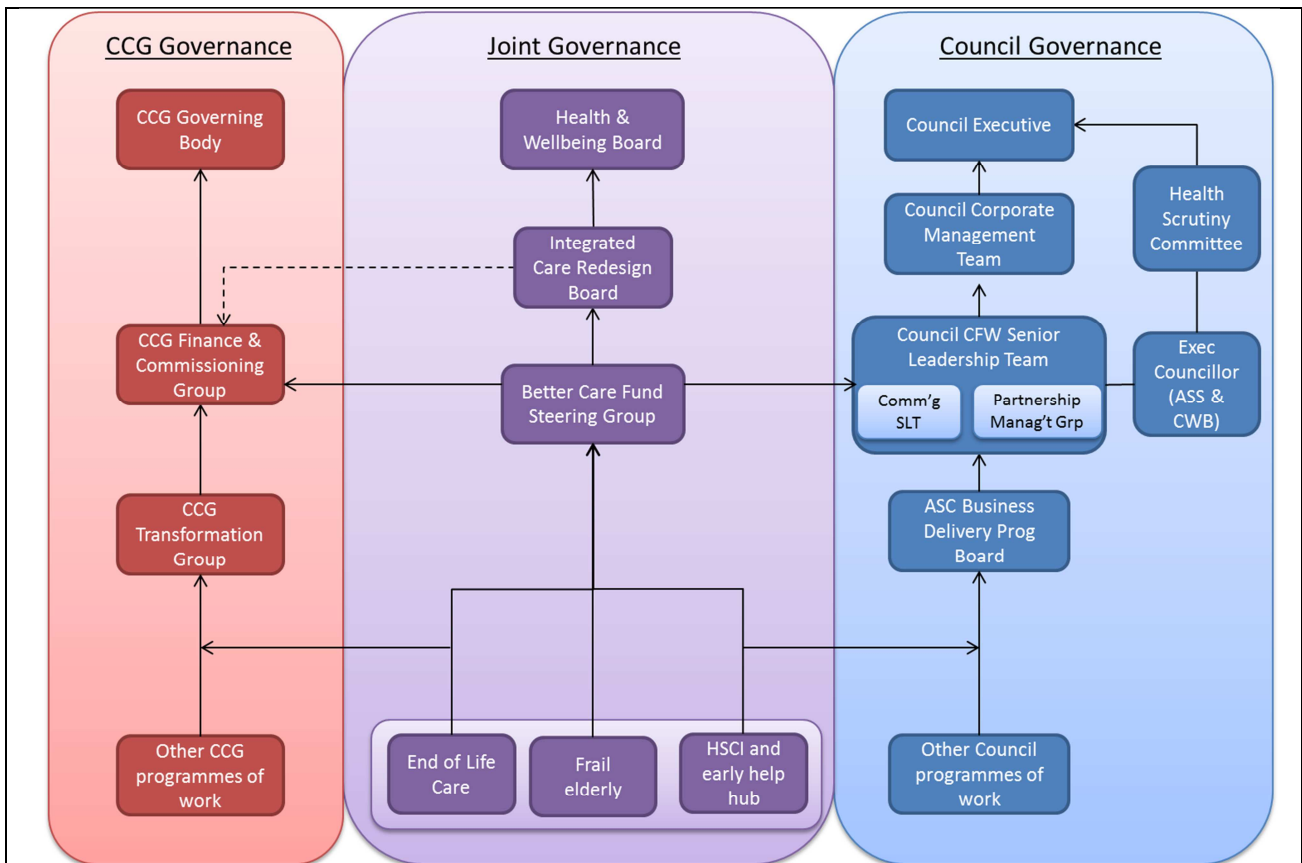 CCG Governance
CCG Governing
Body
CCG Finance &
Commissioning
Group
CCG
Transformation
Group
Other CCG
programmes of
work
Joint Governance
Health &
Wellbeing Board
Integrated
Care Redesign
Board
Better Care Fund
Steering Group
End of Life
Care
Frail
elderly
HSCI and
early help
hub
Council Governance
Council Executive
Council Corporate
Management
Team
Health
Scrutiny
Committee
Council CFW Senior
Leadership Team
Comm'g
SLT
Partnership
Manag't Grp
Exec
Councillor
(ASS &
CWB)
ASC Business
Delivery Prog
Board
Other Council
programmes of
work